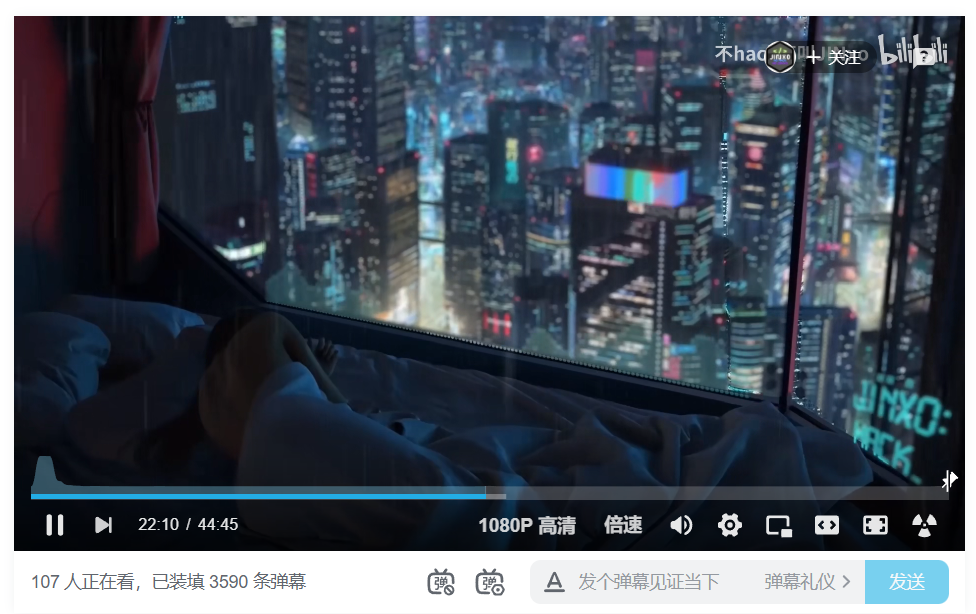 不hao
JINXO
+ 关注
bilibili
JINXO:
HACK_
22:10 / 44:45
1080P 高清
倍速
107 人正在看，已装填 3590 条弹幕
弹
弹
A
发个弹幕见证当下
弹幕礼仪 >
发送